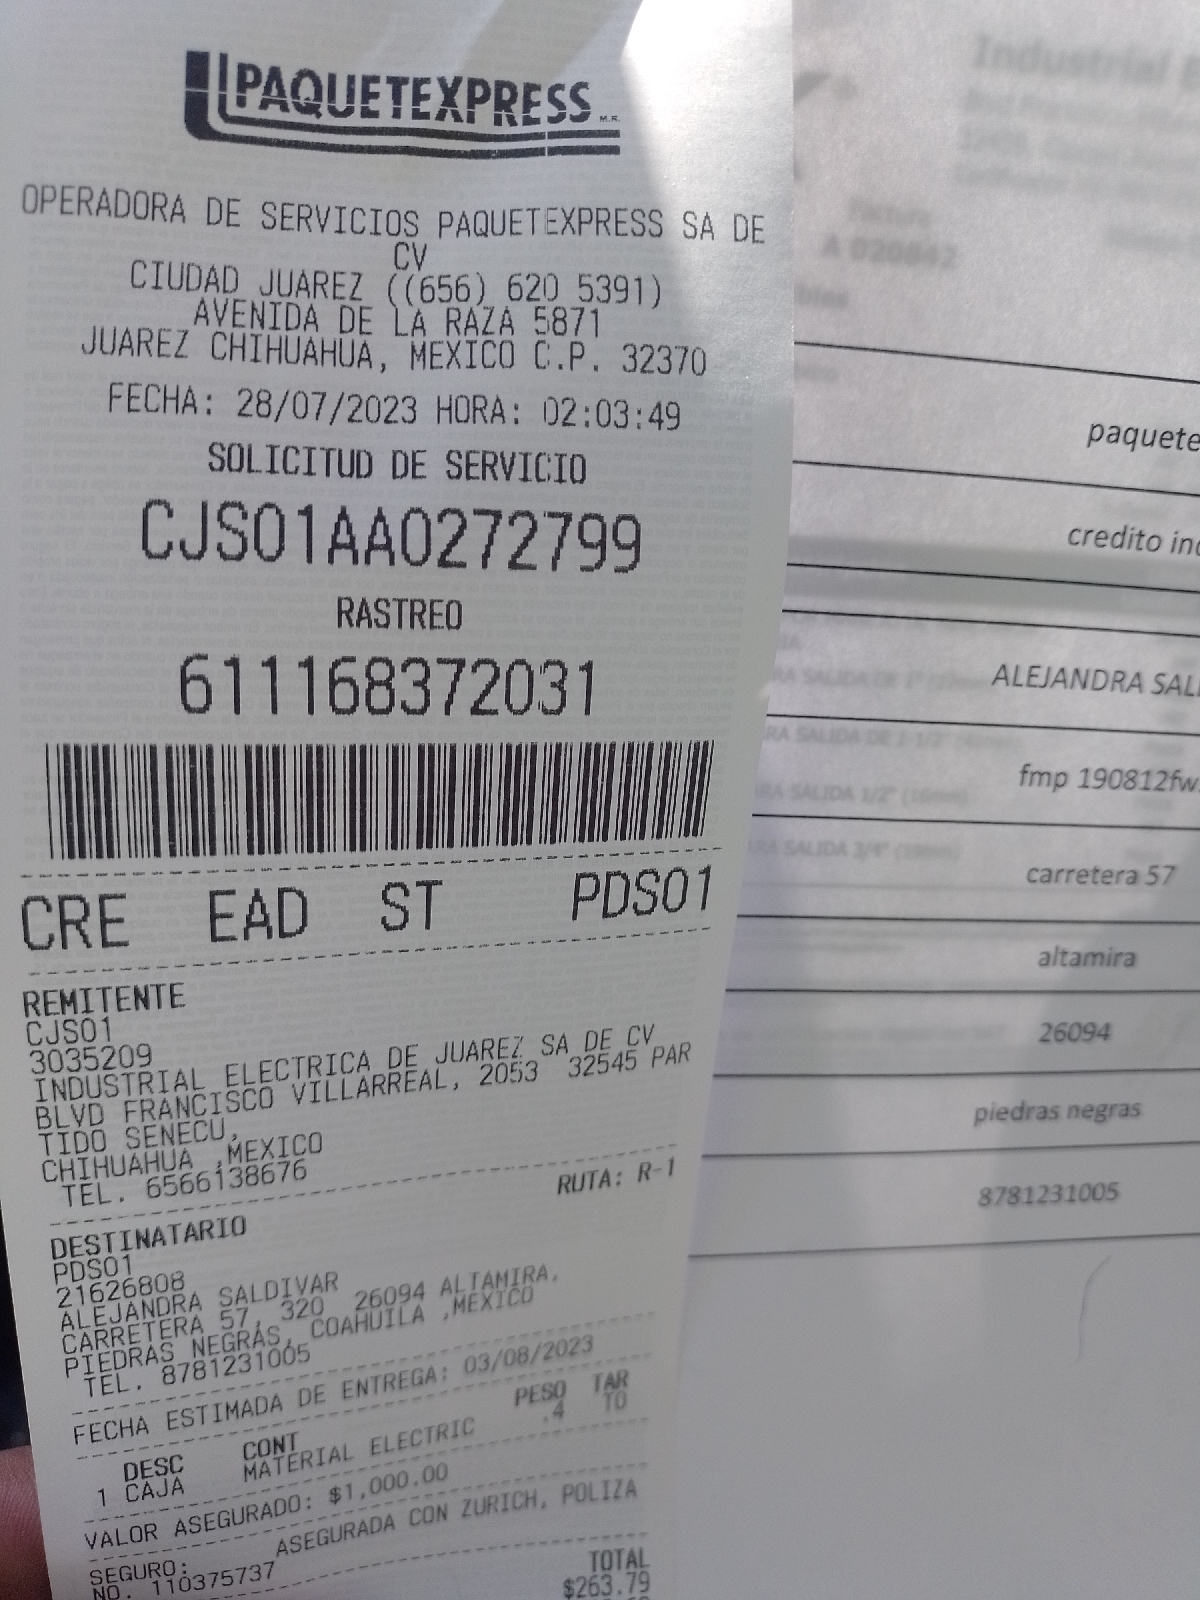 PAQUETEXPRESS M.R.
OPERADORA DE SERVICIOS PAQUETEXPRESS SA DE
CV
CIUDAD JUAREZ ((656) 620 5391)
AVENIDA DE LA RAZA 5871
JUAREZ CHIHUAHUA, MEXICO C.P. 32370
FECHA: 28/07/2023 HORA: 02:03:49
SOLICITUD DE SERVICIO
CJS01AA0272799
RASTREO
611168372031
CRE EAD ST PDS01
REMITENTE
CJS01
3035209
INDUSTRIAL ELECTRICA DE JUAREZ SA DE CV
BLVD FRANCISCO VILLARREAL, 2053 32545 PAR
TIDO SENECU,
CHIHUAHUA ,MEXICO
TEL. 6566138676
RUTA: R-1
DESTINATARIO
PDS01
21626808
ALEJANDRA SALDIVAR
CARRETERA 57, 320 26094 ALTAMIRA,
PIEDRAS NEGRAS, COAHUILA ,MEXICO
TEL. 8781231005
FECHA ESTIMADA DE ENTREGA: 03/08/2023
DESC CONT PESO TAR
1 CAJA MATERIAL ELECTRIC .4 TO
VALOR ASEGURADO: $1,000.00
SEGURO: ASEGURADA CON ZURICH, POLIZA
NO. 110375737
TOTAL
$263.79
Industrial
Factura
A 020842
paquete
credito
ALEJANDRA SAL
fmp 190812fw
carretera 57
altamira
26094
piedras negras
8781231005